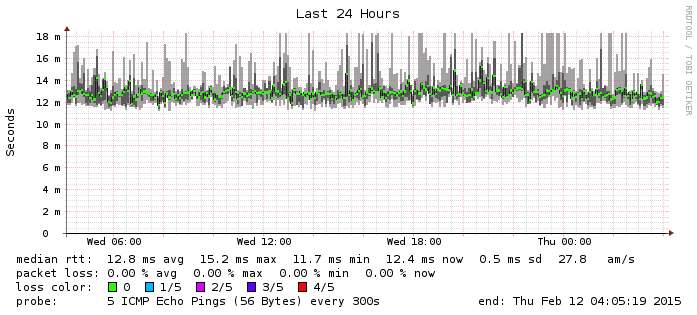 Last 24 Hours
RRDTOOL / TOBI OETIKER
Seconds
18 m
16 m
14 m
12 m
10 m
8 m
6 m
4 m
2 m
0
Wed 06:00 Wed 12:00 Wed 18:00 Thu 00:00
median rtt: 12.8 ms avg 15.2 ms max 11.7 ms min 12.4 ms now 0.5 ms sd 27.8 am/s
packet loss: 0.00 % avg 0.00 % max 0.00 % min 0.00 % now
loss color: 0 1/5 2/5 3/5 4/5
probe: 5 ICMP Echo Pings (56 Bytes) every 300s end: Thu Feb 12 04:05:19 2015